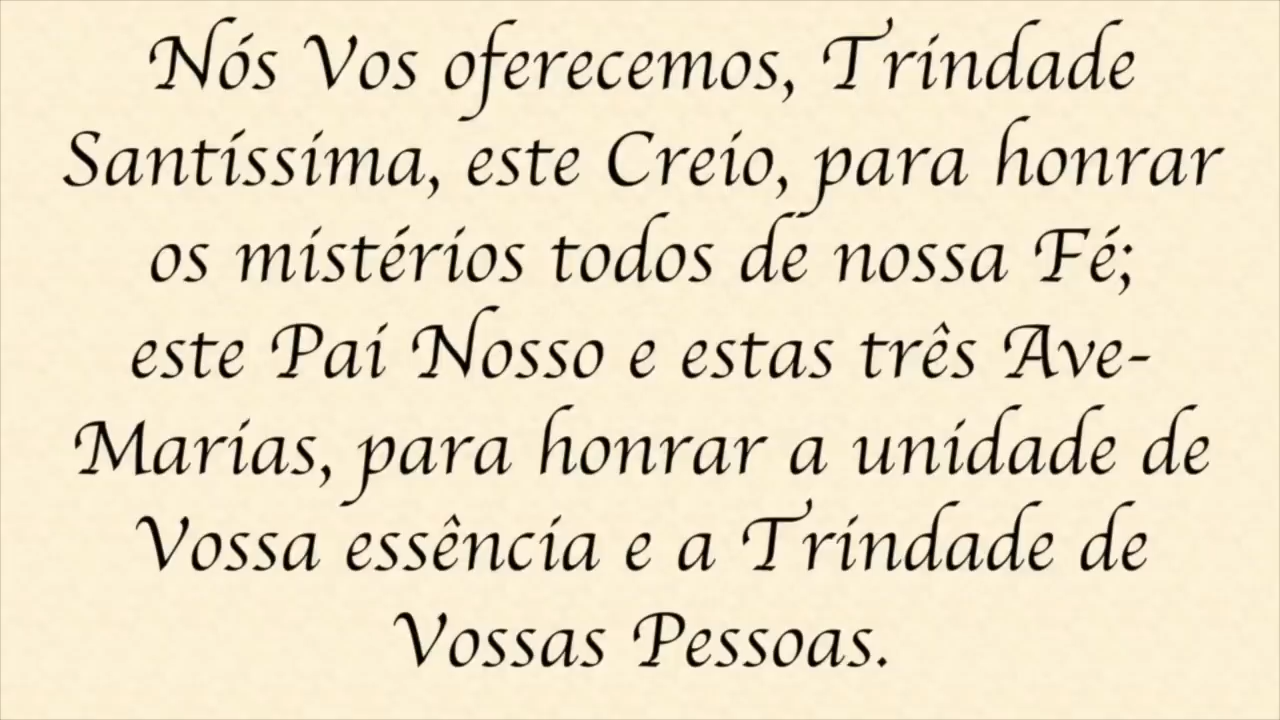 Nós Vos oferecemos, Trindade
Santíssima, este Creio, para honrar
os mistérios todos de nossa Fé;
este Pai Nosso e estas três Ave-
Marias, para honrar a unidade de
Vossa essência e a Trindade de
Vossas Pessoas.